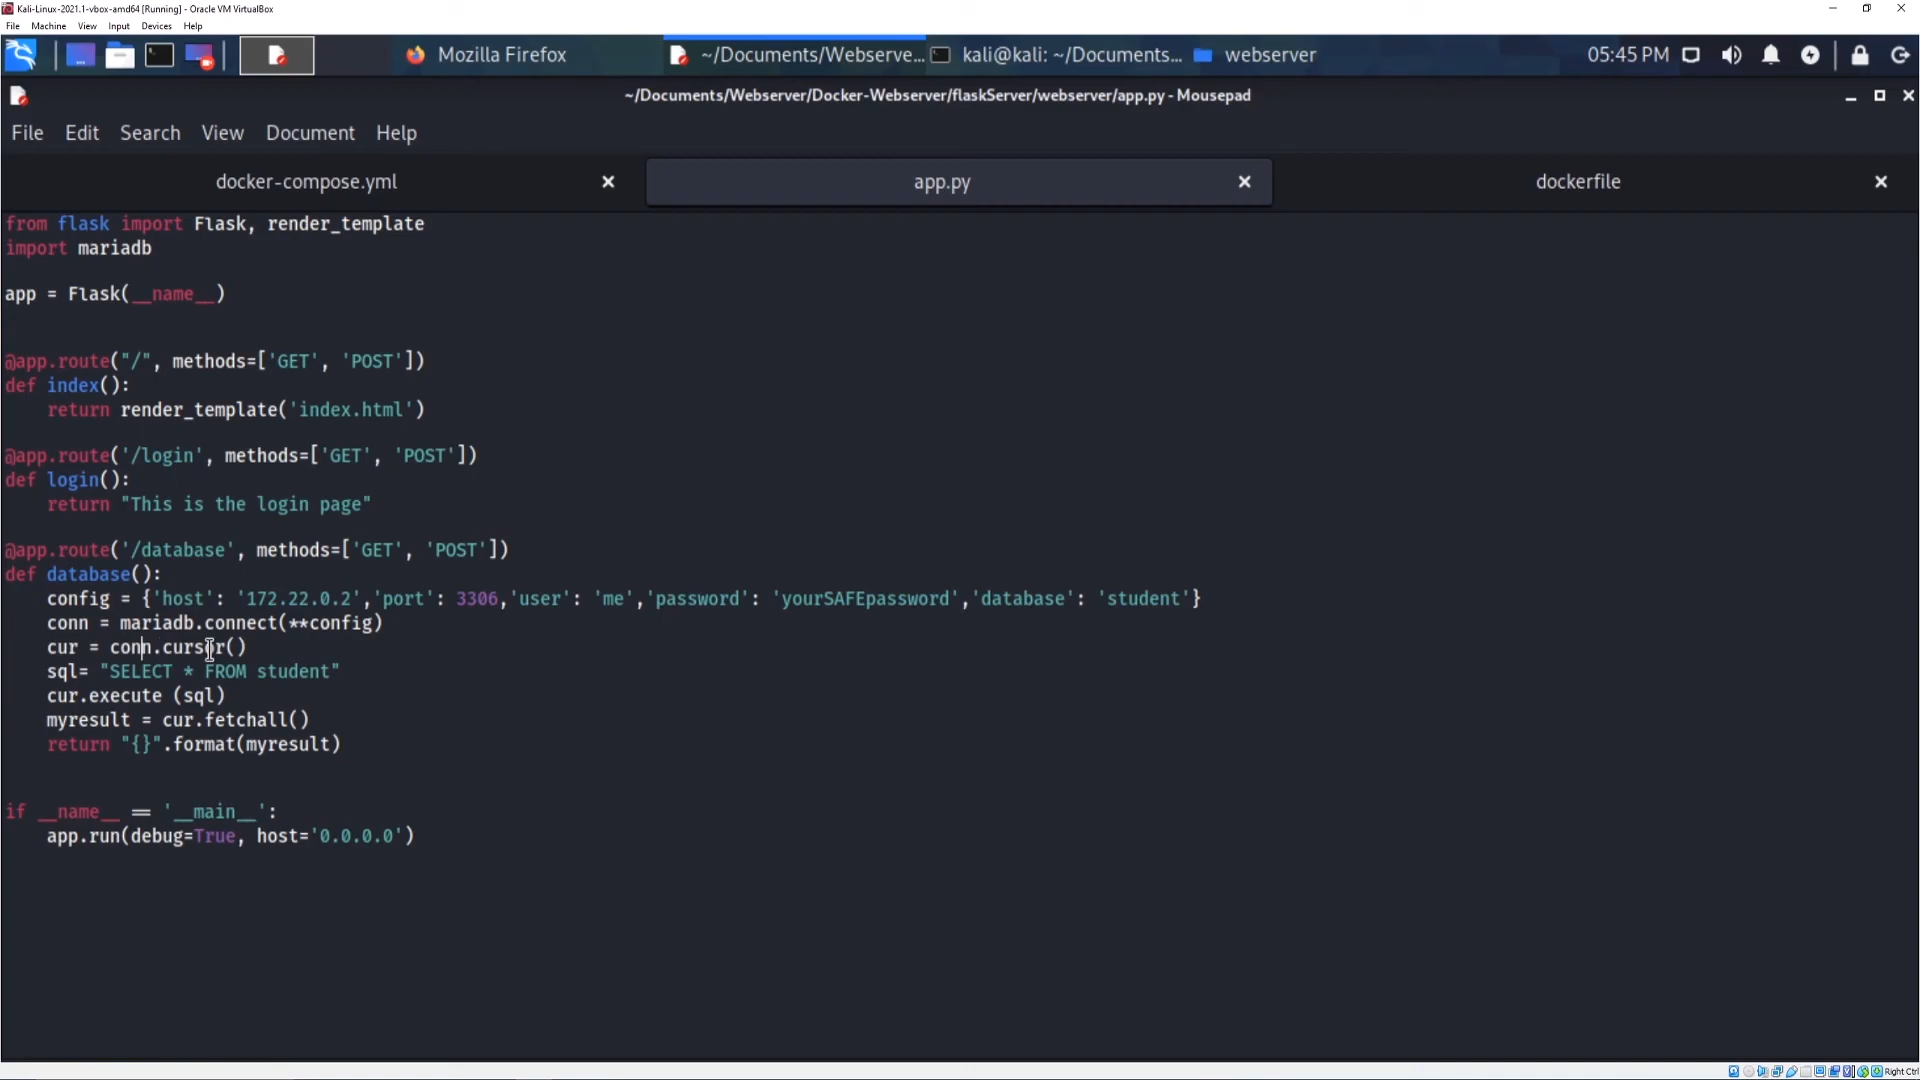 Kali-Linux-2021.1-vbox-amd64 [Running] - Oracle VM VirtualBox
File Machine View Input Devices Help
Mozilla Firefox ~/Documents/Webserve... kali@kali: ~/Documents... webserver 05:45 PM
~/Documents/Webserver/Docker-Webserver/flaskServer/webserver/app.py - Mousepad
File Edit Search View Document Help
docker-compose.yml app.py dockerfile
from flask import Flask, render_template
import mariadb
app = Flask(__name__)
@app.route("/", methods=['GET', 'POST'])
def index():
    return render_template('index.html')
@app.route('/login', methods=['GET', 'POST'])
def login():
    return "This is the login page"
@app.route('/database', methods=['GET', 'POST'])
def database():
    config = {'host': '172.22.0.2','port': 3306,'user': 'me','password': 'yourSAFEpassword','database': 'student'}
    conn = mariadb.connect(**config)
    cur = conn.cursor()
    sql= "SELECT * FROM student"
    cur.execute (sql)
    myresult = cur.fetchall()
    return "{}".format(myresult)
if __name__ == '__main__':
    app.run(debug=True, host='0.0.0.0')
Right Ctrl